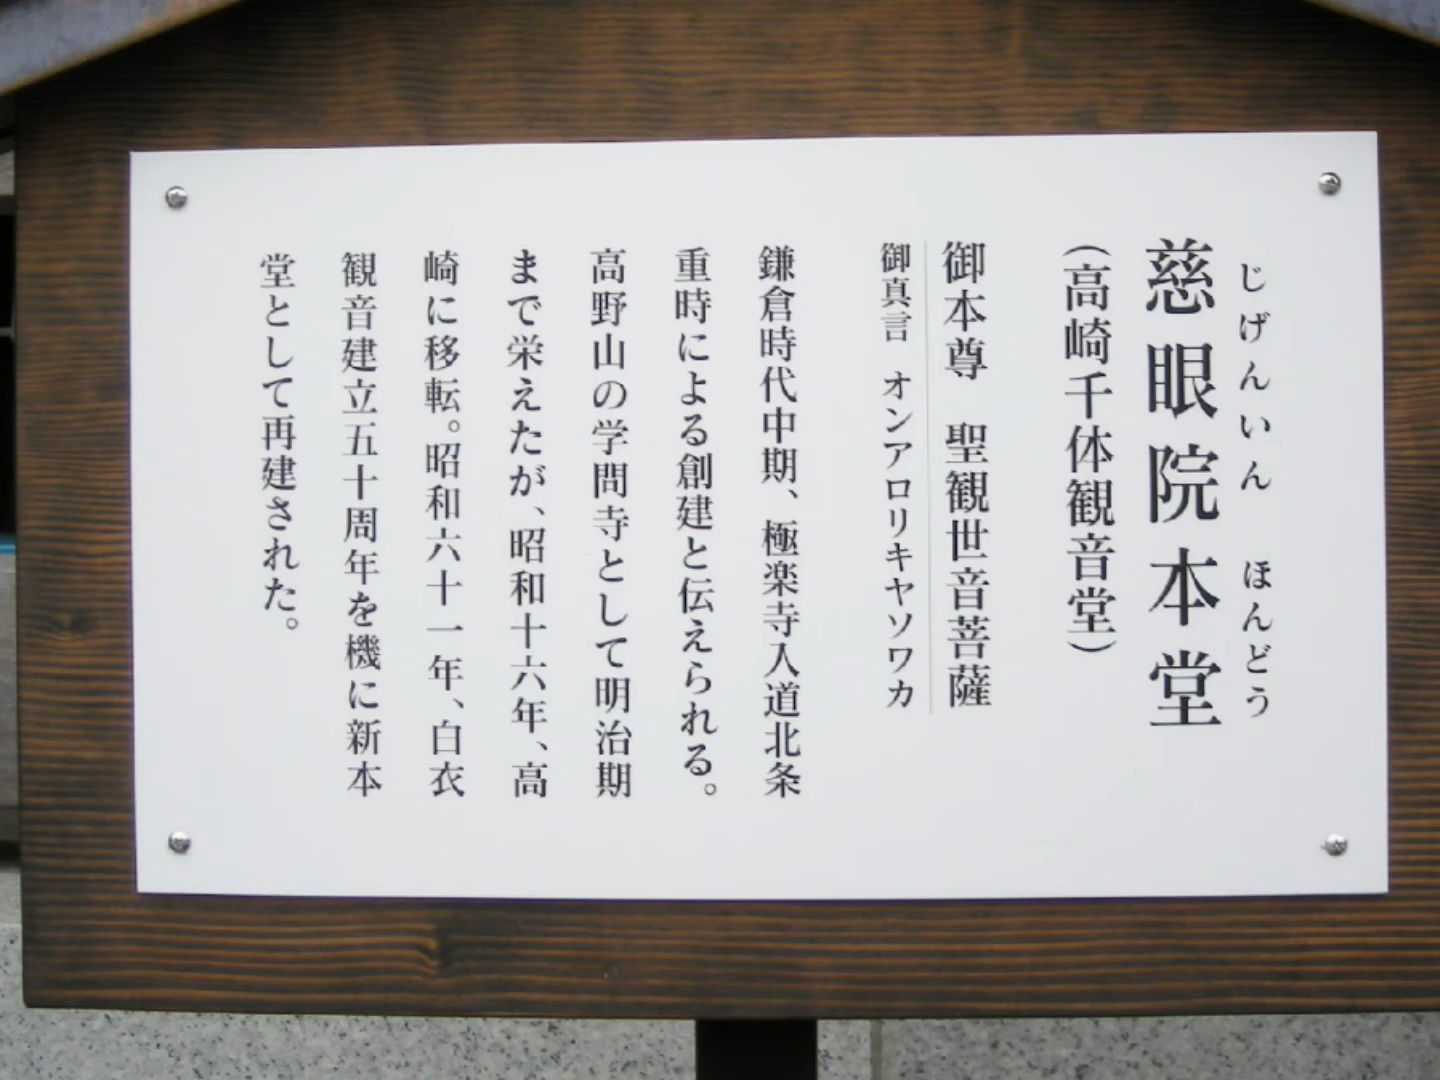 じげんいん ほんどう
慈眼院本堂
(高崎千体観音堂)
御本尊 聖観世音菩薩
御真言 オンアロリキヤソワカ
鎌倉時代中期、極楽寺入道北条
重時による創建と伝えられる。
高野山の学問寺として明治期
まで栄えたが、昭和十六年、高
崎に移転。昭和六十一年、白衣
観音建立五十周年を機に新本
堂として再建された。